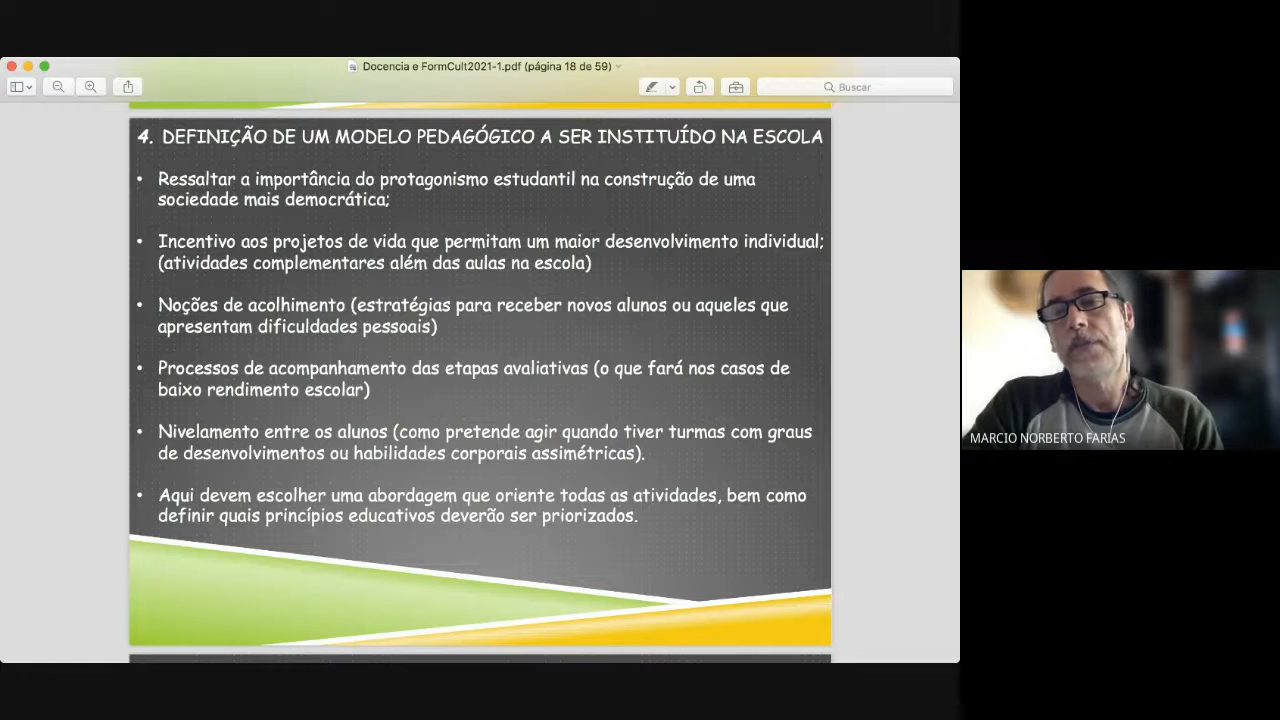 Docencia e FormCult2021-1.pdf (página 18 de 59)
Buscar
4. DEFINIÇÃO DE UM MODELO PEDAGÓGICO A SER INSTITUÍDO NA ESCOLA
• Ressaltar a importância do protagonismo estudantil na construção de uma
sociedade mais democrática;
• Incentivo aos projetos de vida que permitam um maior desenvolvimento individual;
(atividades complementares além das aulas na escola)
• Noções de acolhimento (estratégias para receber novos alunos ou aqueles que
apresentam dificuldades pessoais)
• Processos de acompanhamento das etapas avaliativas (o que fará nos casos de
baixo rendimento escolar)
• Nivelamento entre os alunos (como pretende agir quando tiver turmas com graus
de desenvolvimentos ou habilidades corporais assimétricas).
• Aqui devem escolher uma abordagem que oriente todas as atividades, bem como
definir quais princípios educativos deverão ser priorizados.
MARCIO NORBERTO FARIAS